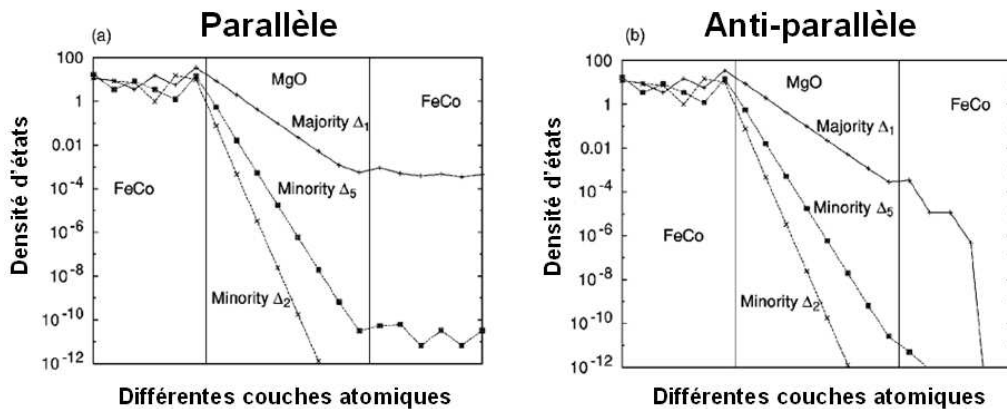 Parallèle
(a)
Densité d'états
100
1
0.01
10-4
10-6
10-8
10-10
10-12
MgO
FeCo
FeCo
Majority Δ1
Minority Δ5
Minority Δ2
Différentes couches atomiques
Anti-parallèle
(b)
Densité d'états
100
1
0.01
10-4
10-6
10-8
10-10
10-12
MgO
FeCo
FeCo
Majority Δ1
Minority Δ5
Minority Δ2
Différentes couches atomiques